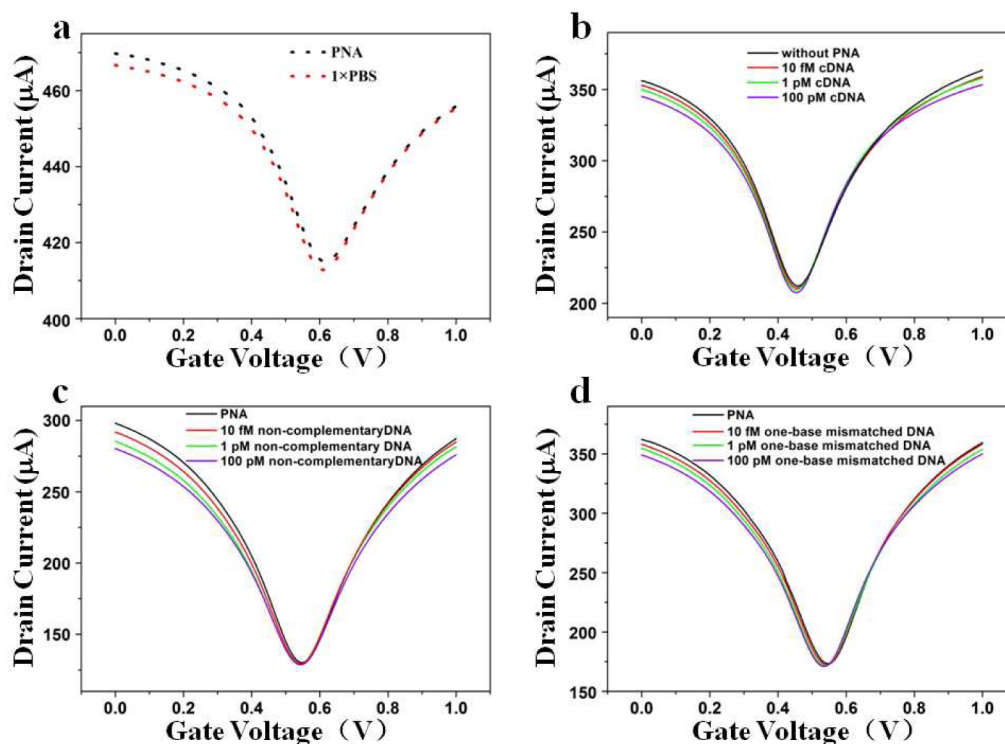 a
PNA
1×PBS
460
440
420
400
0.0 0.2 0.4 0.6 0.8 1.0
Gate Voltage (V)
Drain Current (μA)
b
without PNA
10 fM cDNA
1 pM cDNA
100 pM cDNA
350
300
250
200
0.0 0.2 0.4 0.6 0.8 1.0
Gate Voltage (V)
Drain Current (μA)
c
PNA
10 fM non-complementaryDNA
1 pM non-complementary DNA
100 pM non-complementaryDNA
300
250
200
150
0.0 0.2 0.4 0.6 0.8 1.0
Gate Voltage (V)
Drain Current (μA)
d
PNA
10 fM one-base mismatched DNA
1 pM one-base mismatched DNA
100 pM one-base mismatched DNA
350
300
250
200
150
0.0 0.2 0.4 0.6 0.8 1.0
Gate Voltage (V)
Drain Current (μA)